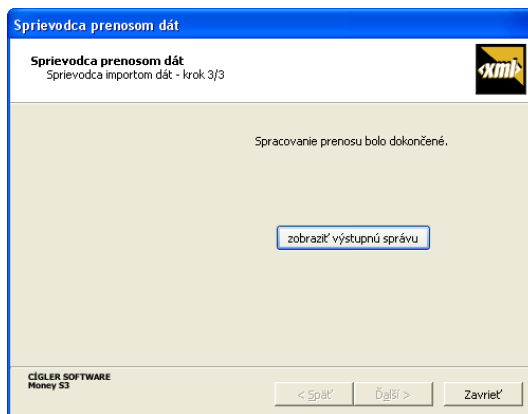 Sprievodca prenosom dát
Sprievodca prenosom dát
Sprievodca importom dát - krok 3/3
<xml>
Spracovanie prenosu bolo dokončené.
zobraziť výstupnú správu
CÍGLER SOFTWARE
Money S3
< Späť
Ďalší >
Zavrieť